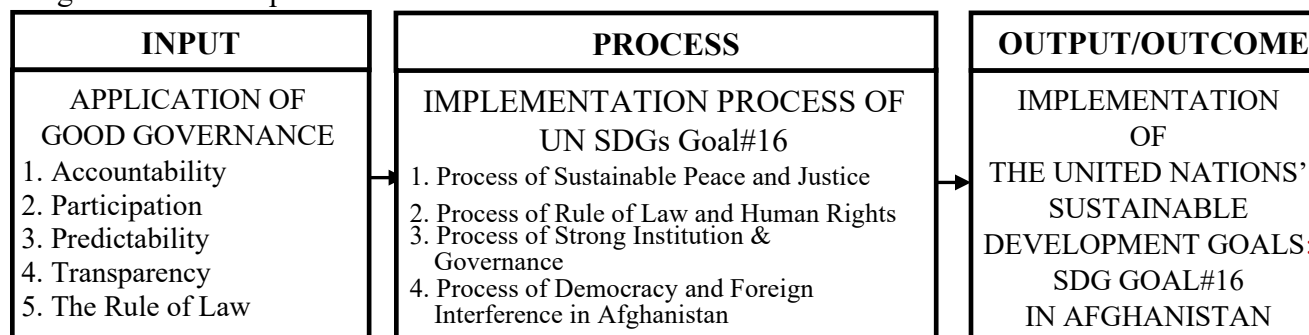 INPUT
APPLICATION OF
GOOD GOVERNANCE
1. Accountability
2. Participation
3. Predictability
4. Transparency
5. The Rule of Law
PROCESS
IMPLEMENTATION PROCESS OF
UN SDGs Goal#16
1. Process of Sustainable Peace and Justice
2. Process of Rule of Law and Human Rights
3. Process of Strong Institution &
Governance
4. Process of Democracy and Foreign
Interference in Afghanistan
OUTPUT/OUTCOME
IMPLEMENTATION
OF
THE UNITED NATIONS’
SUSTAINABLE
DEVELOPMENT GOALS:
SDG GOAL#16
IN AFGHANISTAN